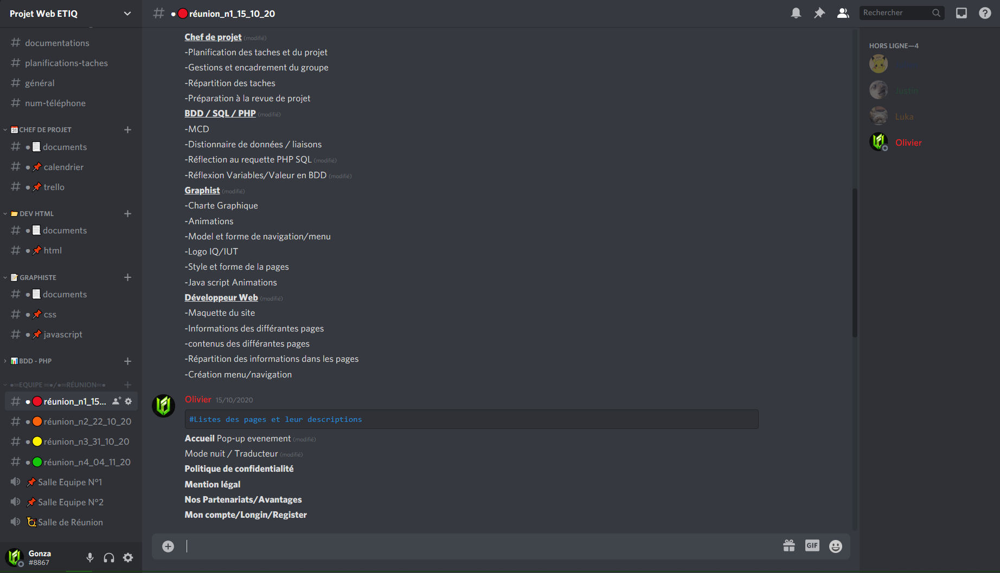 Projet Web ETIQ
documentations
planifications-taches
général
num-téléphone
CHEF DE PROJET
documents
calendrier
trello
DEV HTML
documents
html
GRAPHISTE
documents
css
javascript
BDD - PHP
●═EQUIPE ═●/●═RÉUNION═●
réunion_n1_15...
réunion_n2_22_10_20
réunion_n3_31_10_20
réunion_n4_04_11_20
Salle Equipe N°1
Salle Equipe N°2
Salle de Réunion
Gonza
#8867
réunion_n1_15_10_20
Rechercher
Chef de projet (modifié)
-Planification des taches et du projet
-Gestions et encadrement du groupe
-Répartition des taches
-Préparation à la revue de projet
BDD / SQL / PHP (modifié)
-MCD
-Distionnaire de données / liaisons
-Réflection au requette PHP SQL (modifié)
-Réflexion Variables/Valeur en BDD (modifié)
Graphist (modifié)
-Charte Graphique
-Animations
-Model et forme de navigation/menu
-Logo IQ/IUT
-Style et forme de la pages
-Java script Animations
Développeur Web (modifié)
-Maquette du site
-Informations des différantes pages
-contenus des différantes pages
-Répartition des informations dans les pages
-Création menu/navigation
Olivier 15/10/2020
#Listes des pages et leur descriptions
Accueil Pop-up evenement (modifié)
Mode nuit / Traducteur (modifié)
Politique de confidentialité
Mention légal
Nos Partenariats/Avantages
Mon compte/Longin/Register
GIF
HORS LIGNE—4
Justin
Luka
Olivier